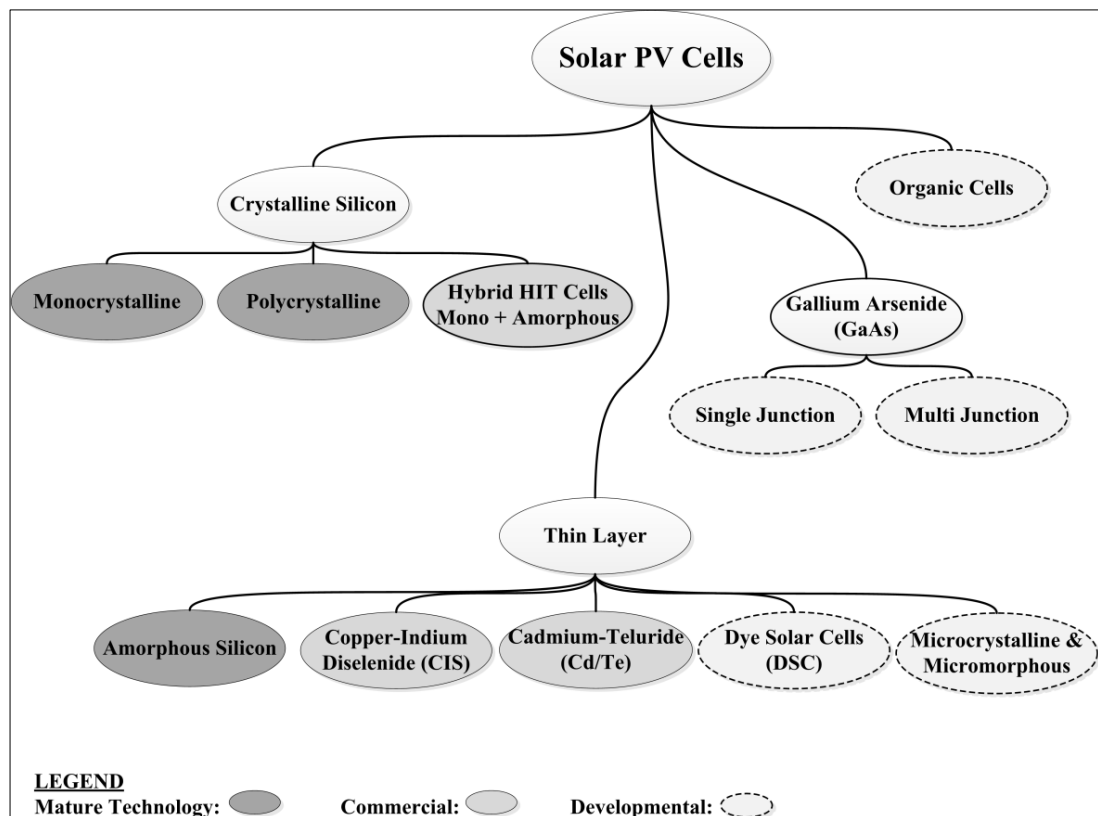 Solar PV Cells
Organic Cells
Crystalline Silicon
Monocrystalline
Polycrystalline
Hybrid HIT Cells
Mono + Amorphous
Gallium Arsenide
(GaAs)
Single Junction
Multi Junction
Thin Layer
Amorphous Silicon
Copper-Indium
Diselenide (CIS)
Cadmium-Teluride
(Cd/Te)
Dye Solar Cells
(DSC)
Microcrystalline &
Micromorphous
LEGEND
Mature Technology:
Commercial:
Developmental: